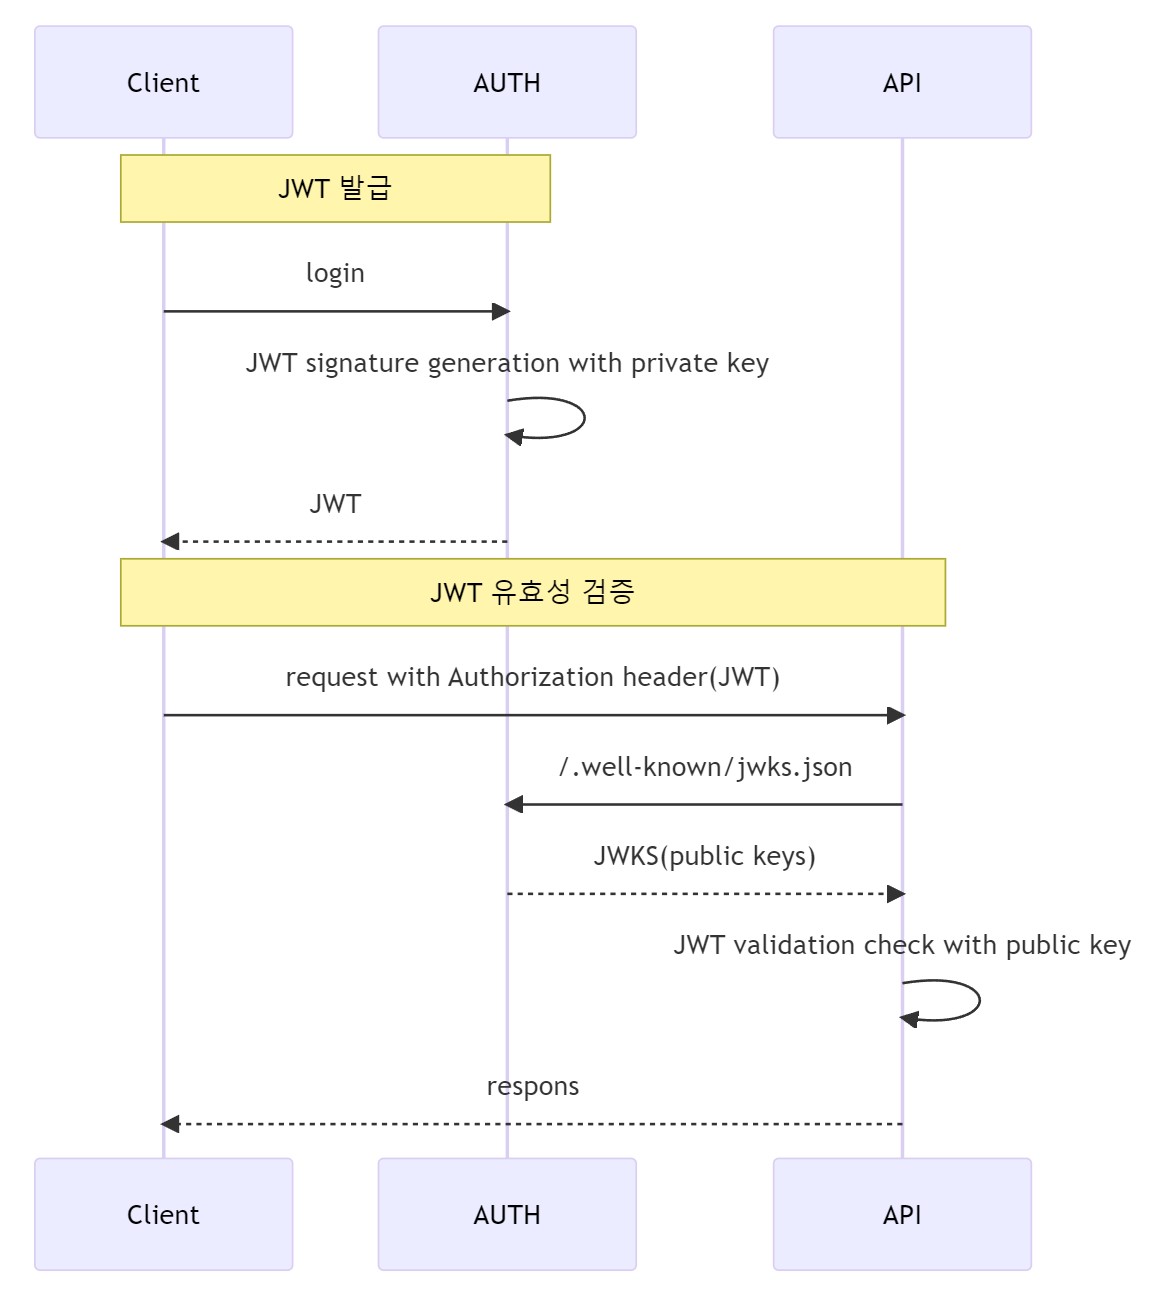 Client
AUTH
API
JWT 발급
login
JWT signature generation with private key
JWT
JWT 유효성 검증
request with Authorization header(JWT)
/.well-known/jwks.json
JWKS(public keys)
JWT validation check with public key
respons
Client
AUTH
API